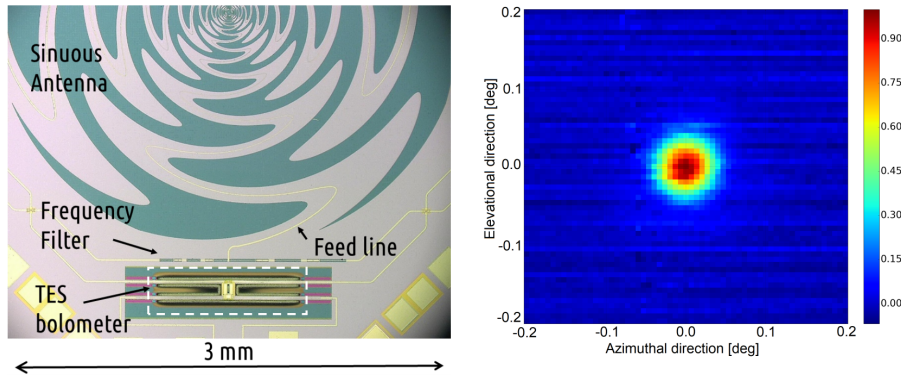 Sinuous
Antenna
Frequency
Filter
Feed line
TES
bolometer
3 mm
Elevational direction [deg]
0.2
0.1
0.0
-0.1
-0.2
-0.2
-0.1
0.0
0.1
0.2
Azimuthal direction [deg]
0.90
0.75
0.60
0.45
0.30
0.15
0.00